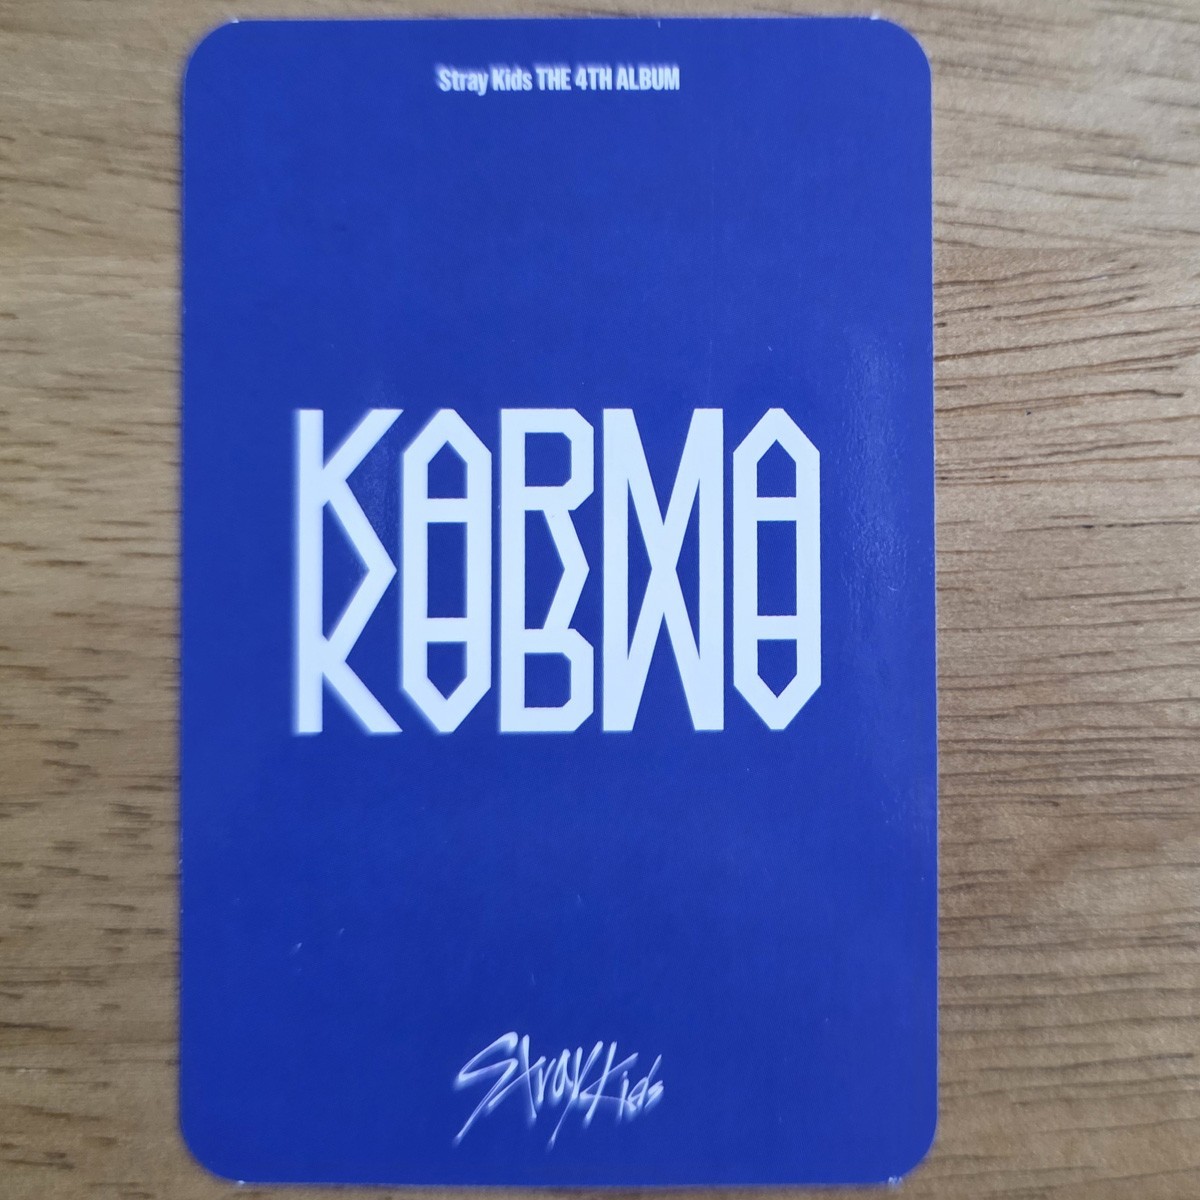 Stray Kids THE 4TH ALBUM
KARMA
Stray Kids